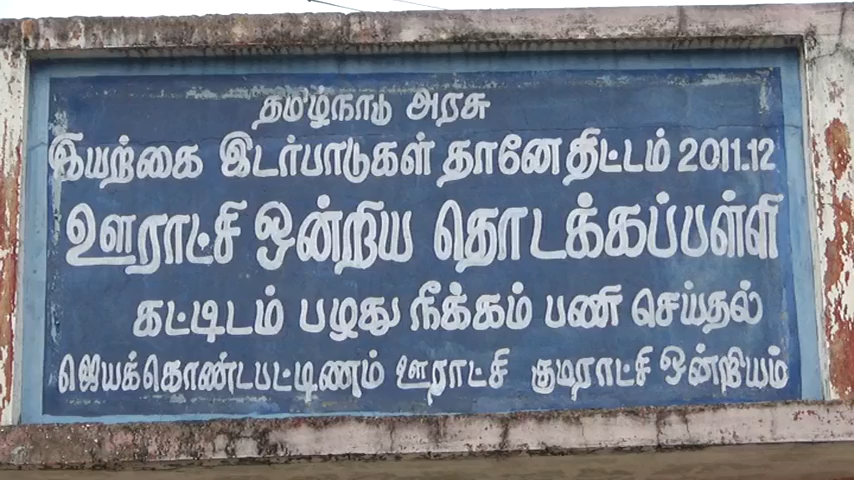 தமிழ்நாடு அரசு
இயற்கை இடர்பாடுகள் தானே திட்டம் 2011.12
ஊராட்சி ஒன்றிய தொடக்கப்பள்ளி
கட்டிடம் பழுது நீக்கம் பணி செய்தல்
ஜெயக்கொண்டபட்டிணம் ஊராட்சி குமராட்சி ஒன்றியம்